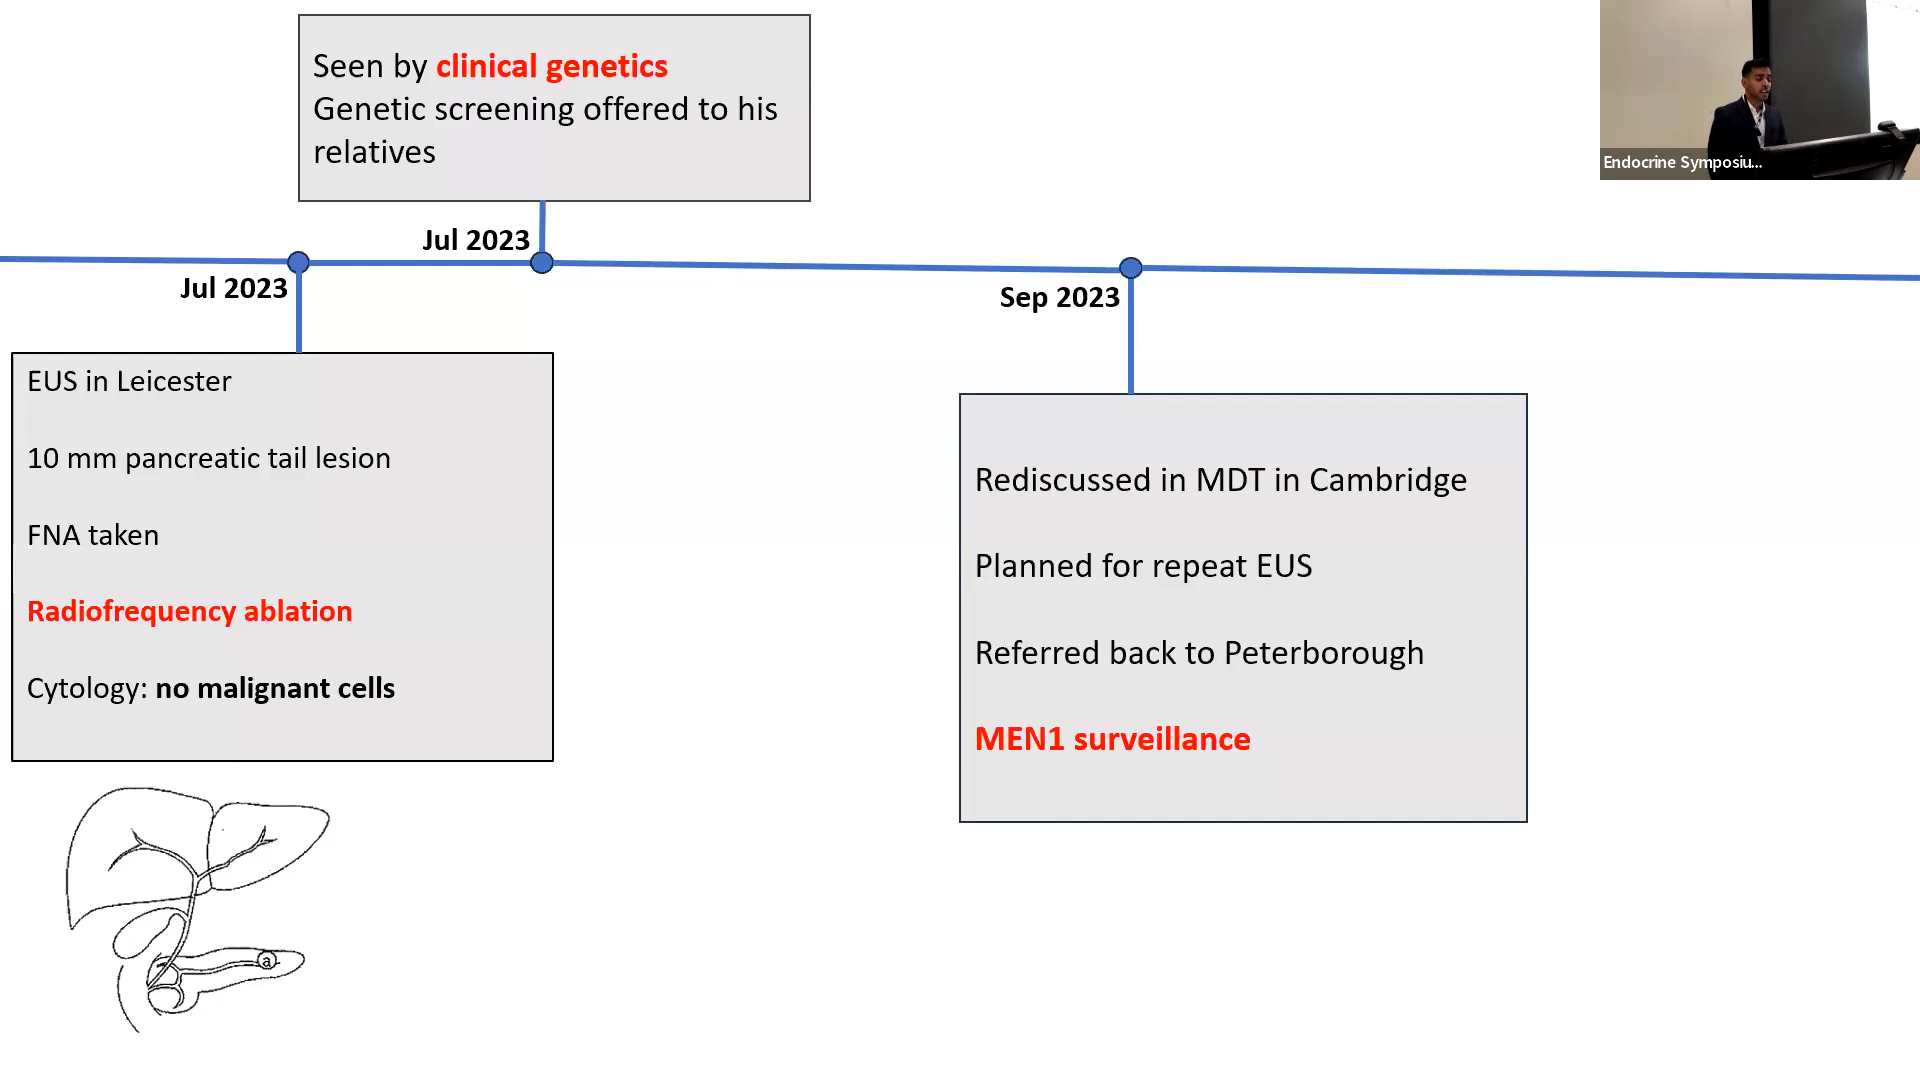 Seen by clinical genetics
Genetic screening offered to his
relatives
Endocrine Symposiu...
Jul 2023
Jul 2023
Sep 2023
EUS in Leicester
10 mm pancreatic tail lesion
FNA taken
Radiofrequency ablation
Cytology: no malignant cells
Rediscussed in MDT in Cambridge
Planned for repeat EUS
Referred back to Peterborough
MEN1 surveillance
a